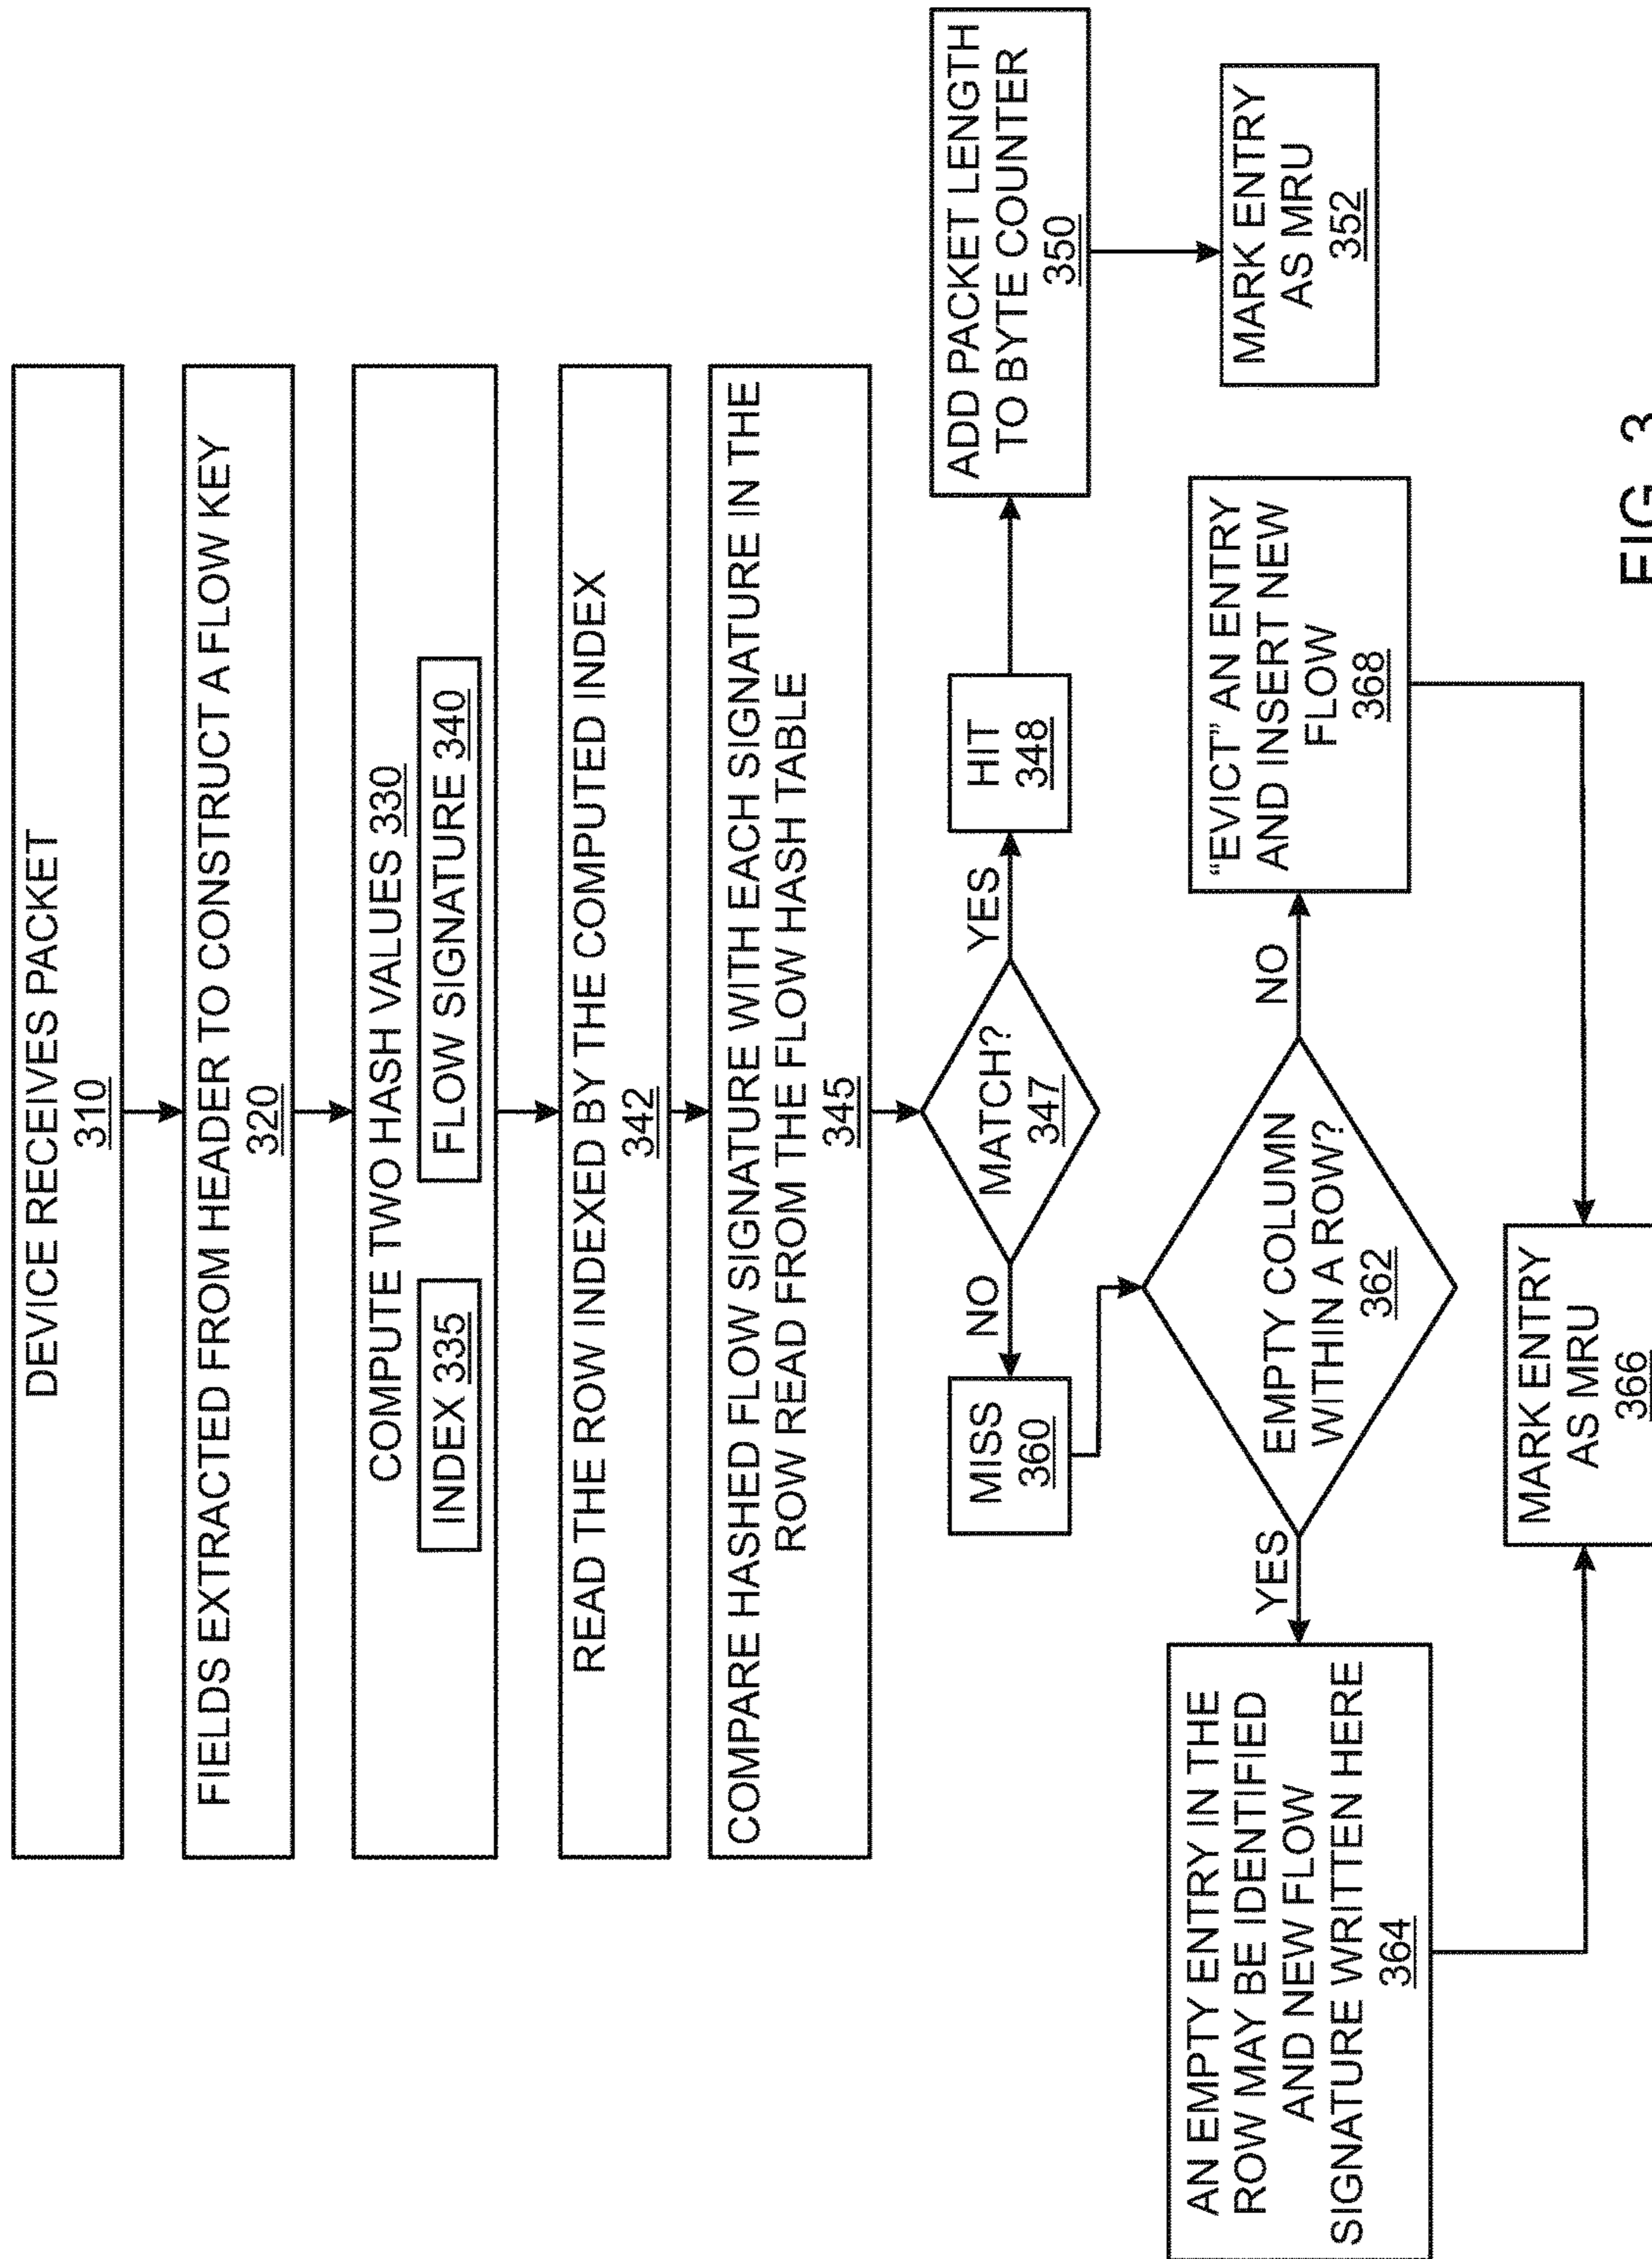 DEVICE RECEIVES PACKET
310
FIELDS EXTRACTED FROM HEADER TO CONSTRUCT A FLOW KEY
320
COMPUTE TWO HASH VALUES 330
INDEX 335
FLOW SIGNATURE 340
READ THE ROW INDEXED BY THE COMPUTED INDEX
342
COMPARE HASHED FLOW SIGNATURE WITH EACH SIGNATURE IN THE
ROW READ FROM THE FLOW HASH TABLE
345
MATCH?
347
NO
YES
MISS
360
HIT
348
ADD PACKET LENGTH
TO BYTE COUNTER
350
MARK ENTRY
AS MRU
352
EMPTY COLUMN
WITHIN A ROW?
362
YES
NO
AN EMPTY ENTRY IN THE
ROW MAY BE IDENTIFIED
AND NEW FLOW
SIGNATURE WRITTEN HERE
364
“EVICT” AN ENTRY
AND INSERT NEW
FLOW
368
MARK ENTRY
AS MRU
366
FIG. 3